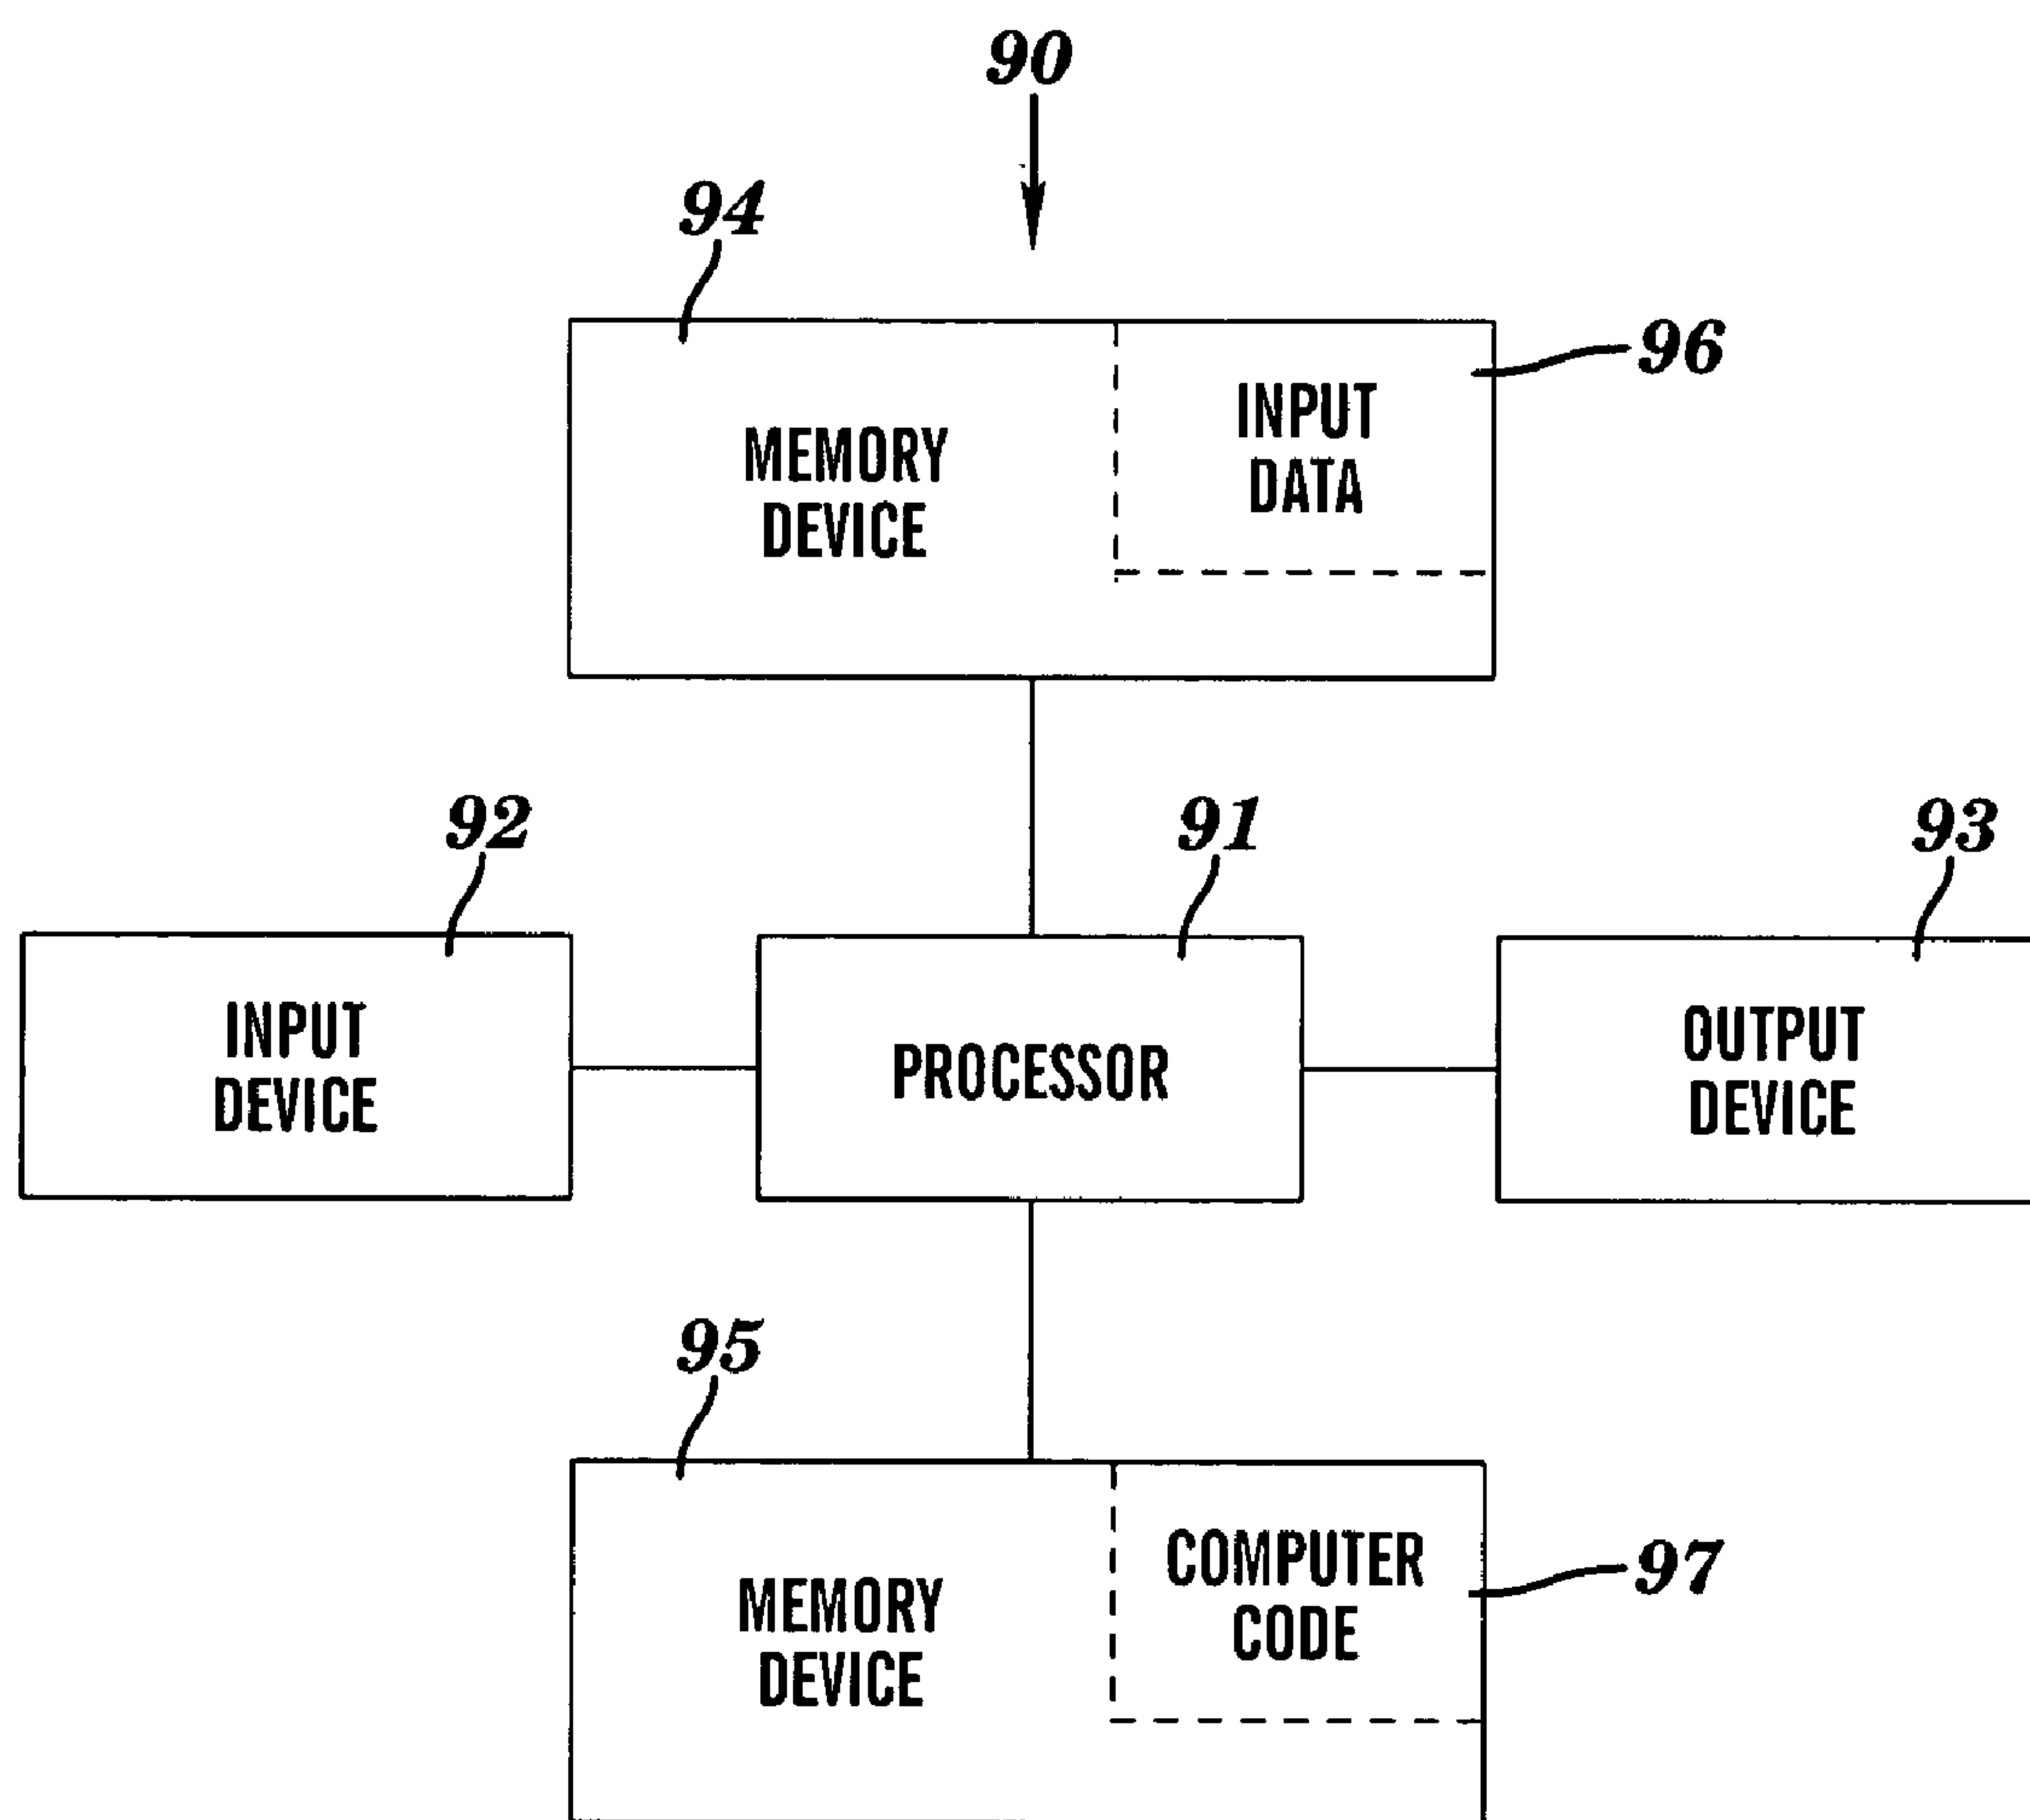 90
94
96
MEMORY
DEVICE
INPUT
DATA
92
91
93
INPUT
DEVICE
PROCESSOR
OUTPUT
DEVICE
95
MEMORY
DEVICE
COMPUTER
CODE
97